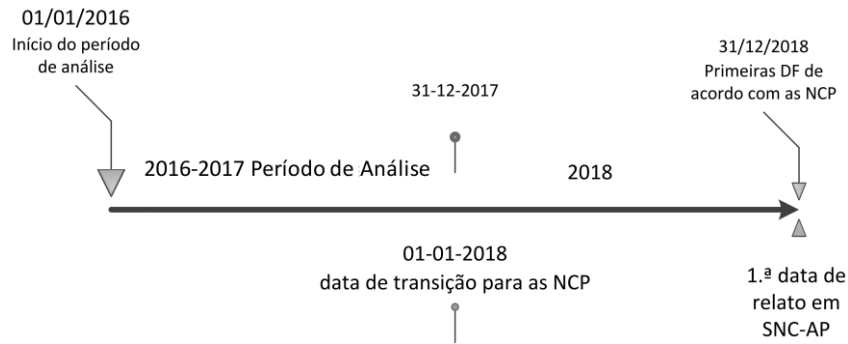 01/01/2016
Início do período
de análise
31/12/2018
Primeiras DF de
acordo com as NCP
31-12-2017
2016-2017 Período de Análise
2018
01-01-2018
data de transição para as NCP
1.ª data de
relato em
SNC-AP